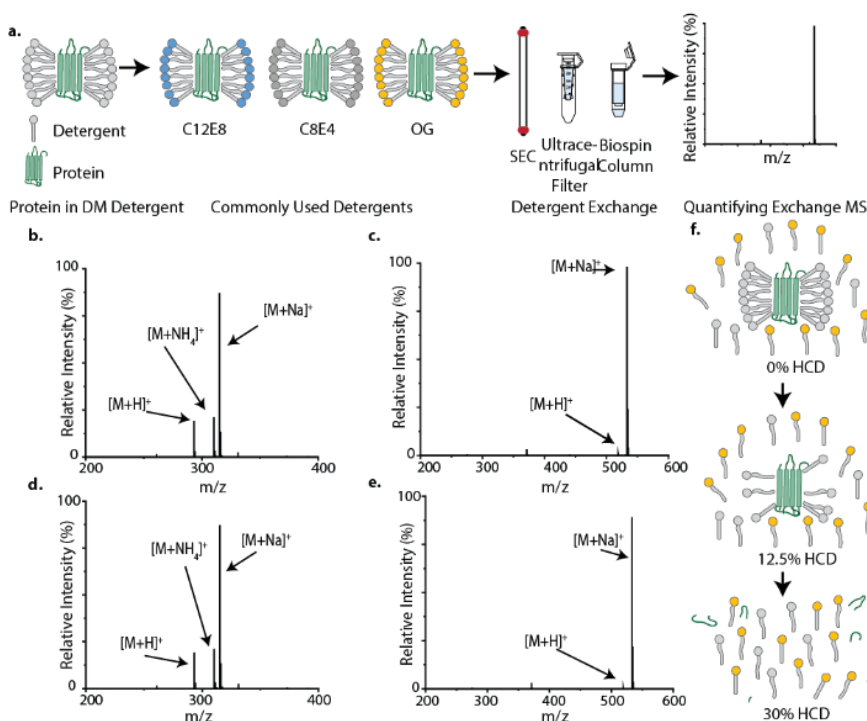 a.
Detergent
Protein
C12E8
C8E4
OG
SEC
Ultrace-
ntrifugal
Filter
Biospin
Column
Relative Intensity (%)
m/z
Protein in DM Detergent
Commonly Used Detergents
Detergent Exchange
Quantifying Exchange MS
b.
100
Relative Intensity (%)
[M+Na]⁺
[M+NH₄]⁺
[M+H]⁺
0
200
300
400
m/z
c.
100
Relative Intensity (%)
[M+Na]⁺
[M+H]⁺
0
200
300
400
500
600
m/z
d.
100
Relative Intensity (%)
[M+NH₄]⁺
[M+Na]⁺
[M+H]⁺
0
200
300
400
m/z
e.
100
Relative Intensity (%)
[M+Na]⁺
[M+H]⁺
0
200
300
400
500
600
m/z
f.
0% HCD
12.5% HCD
30% HCD